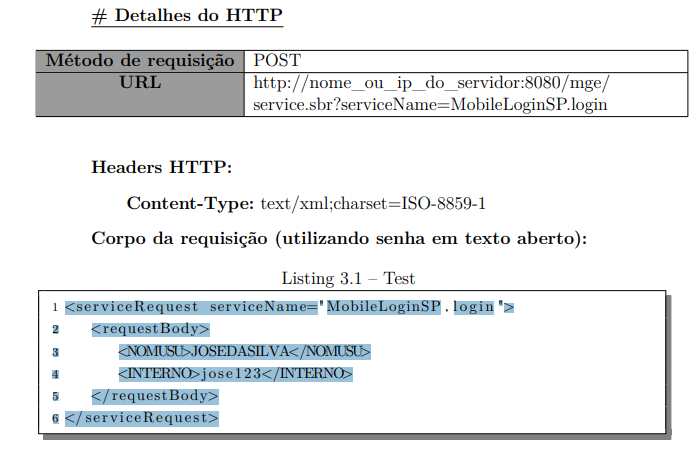 # Detalhes do HTTP
Método de requisição POST
URL http://nome_ou_ip_do_servidor:8080/mge/
service.sbr?serviceName=MobileLoginSP.login
Headers HTTP:
Content-Type: text/xml;charset=ISO-8859-1
Corpo da requisição (utilizando senha em texto aberto):
Listing 3.1 – Test
1 <serviceRequest serviceName="MobileLoginSP.login">
2 <requestBody>
3 <NOMUSU>JOSEDASILVA</NOMUSU>
4 <INTERNO>jose123</INTERNO>
5 </requestBody>
6 </serviceRequest>